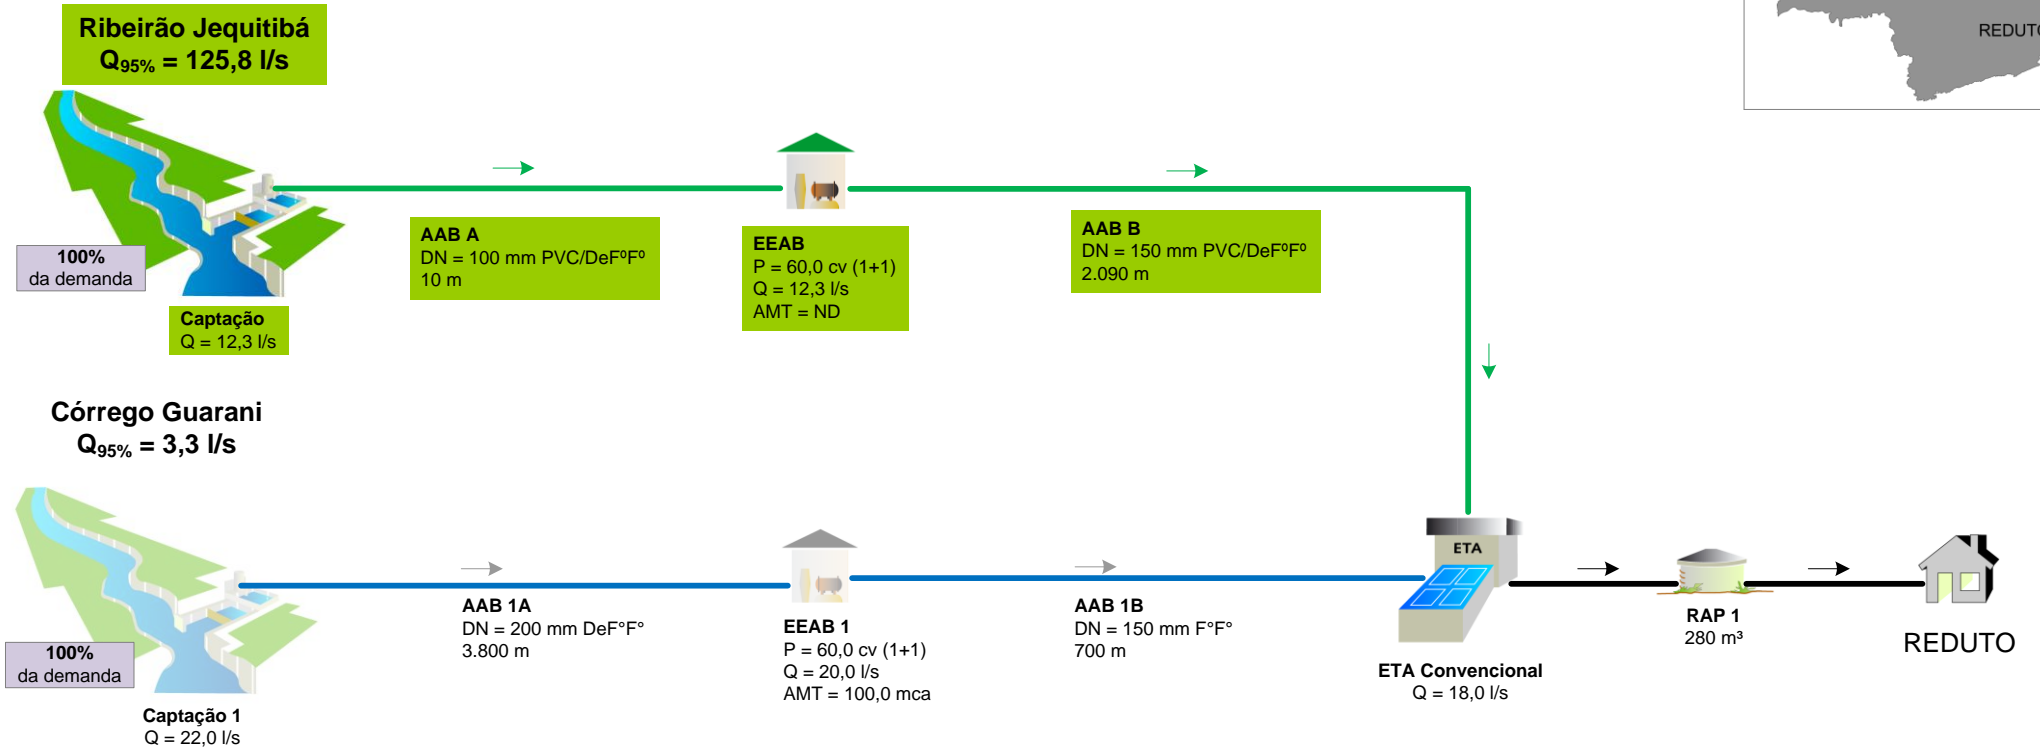 Ribeirão Jequitibá
Q95% = 125,8 l/s
REDUTO
100%
da demanda
Captação
Q = 12,3 l/s
AAB A
DN = 100 mm PVC/DeFºFº
10 m
EEAB
P = 60,0 cv (1+1)
Q = 12,3 l/s
AMT = ND
AAB B
DN = 150 mm PVC/DeFºFº
2.090 m
Córrego Guarani
Q95% = 3,3 l/s
100%
da demanda
Captação 1
Q = 22,0 l/s
AAB 1A
DN = 200 mm DeF°F°
3.800 m
EEAB 1
P = 60,0 cv (1+1)
Q = 20,0 l/s
AMT = 100,0 mca
AAB 1B
DN = 150 mm F°F°
700 m
ETA
ETA Convencional
Q = 18,0 l/s
RAP 1
280 m³
REDUTO